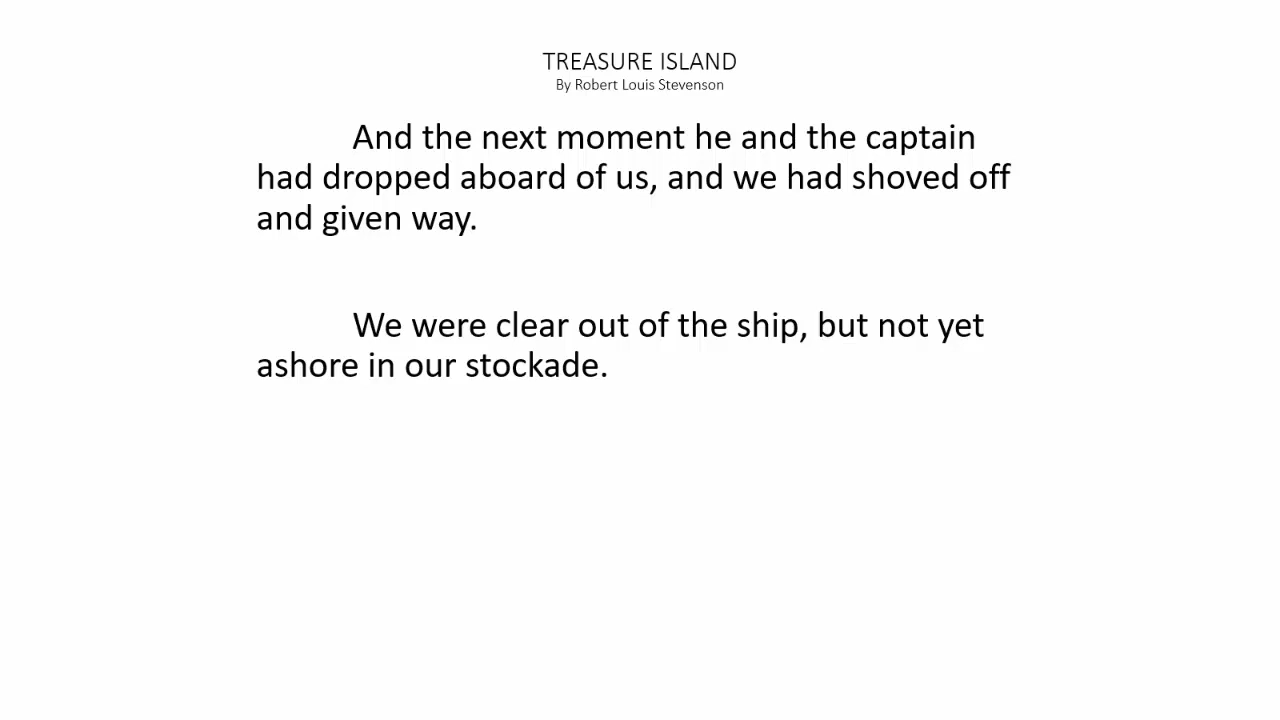 TREASURE ISLAND
By Robert Louis Stevenson
And the next moment he and the captain
had dropped aboard of us, and we had shoved off
and given way.
We were clear out of the ship, but not yet
ashore in our stockade.